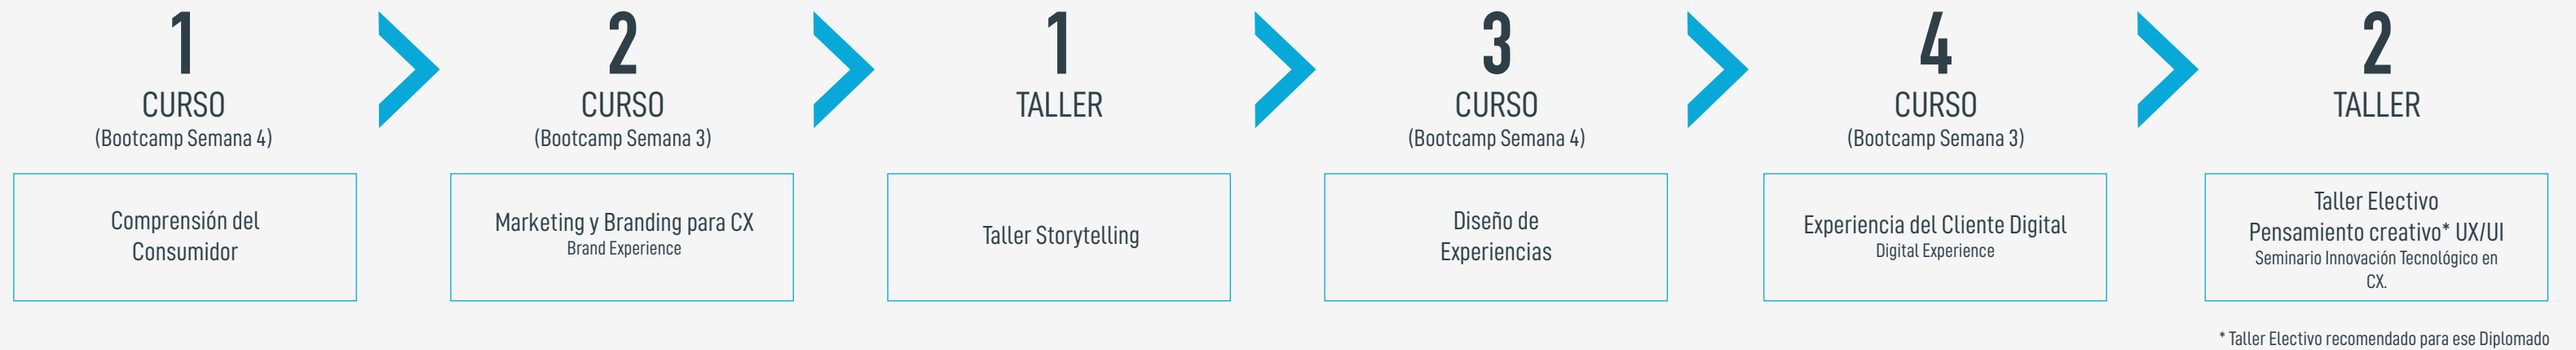 1
CURSO
(Bootcamp Semana 4)
Comprensión del
Consumidor
2
CURSO
(Bootcamp Semana 3)
Marketing y Branding para CX
Brand Experience
1
TALLER
Taller Storytelling
3
CURSO
(Bootcamp Semana 4)
Diseño de
Experiencias
4
CURSO
(Bootcamp Semana 3)
Experiencia del Cliente Digital
Digital Experience
2
TALLER
Taller Electivo
Pensamiento creativo* UX/UI
Seminario Innovación Tecnológico en
CX.
* Taller Electivo recomendado para ese Diplomado